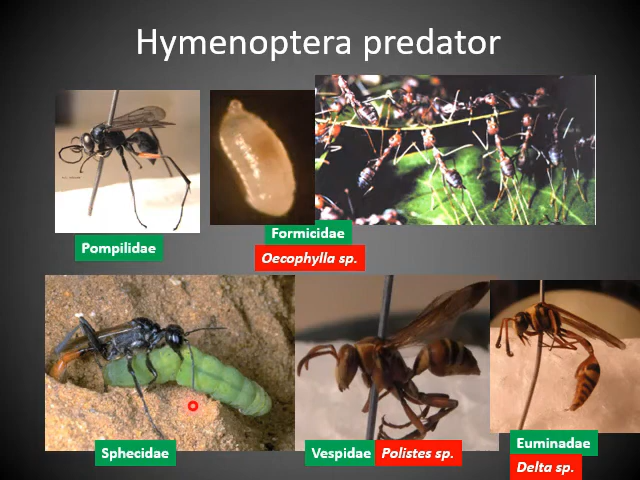 Hymenoptera predator
Pompilidae
Formicidae
Oecophylla sp.
Sphecidae
Vespidae
Polistes sp.
Euminadae
Delta sp.